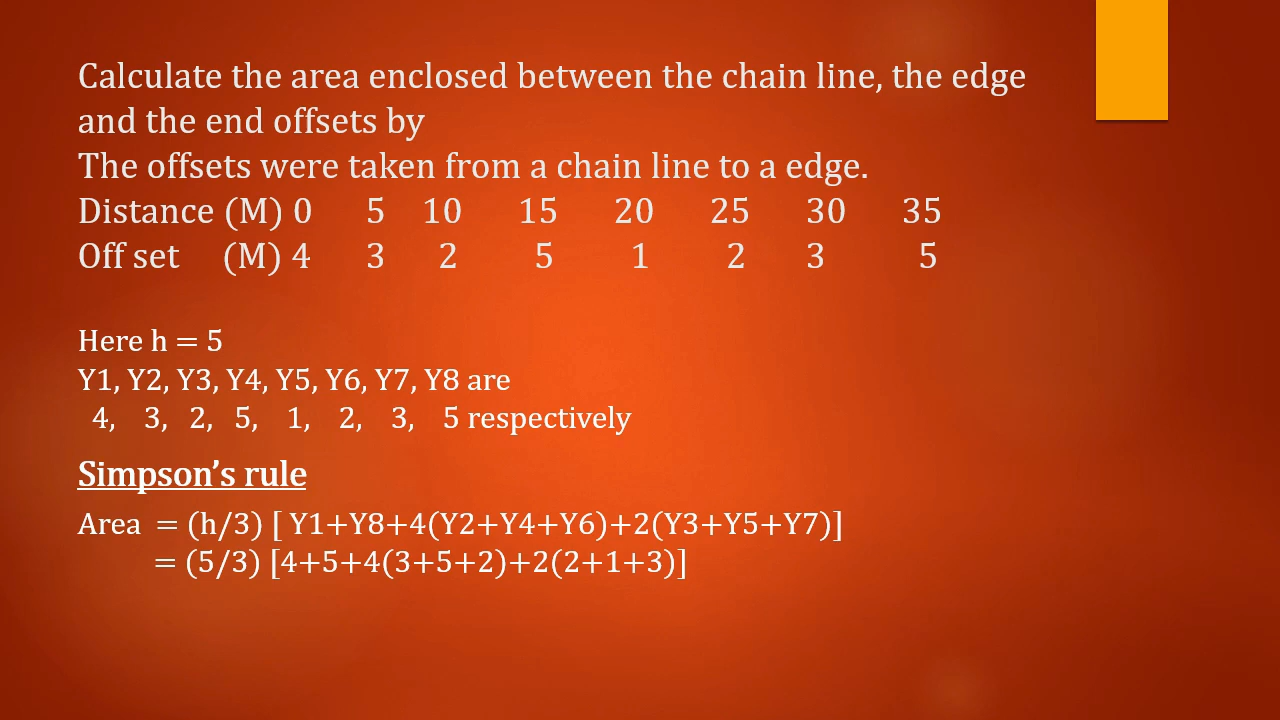 Calculate the area enclosed between the chain line, the edge
and the end offsets by
The offsets were taken from a chain line to a edge.
Distance (M) 0 5 10 15 20 25 30 35
Off set (M) 4 3 2 5 1 2 3 5
Here h = 5
Y1, Y2, Y3, Y4, Y5, Y6, Y7, Y8 are
4, 3, 2, 5, 1, 2, 3, 5 respectively
Simpson’s rule
Area = (h/3) [ Y1+Y8+4(Y2+Y4+Y6)+2(Y3+Y5+Y7)]
= (5/3) [4+5+4(3+5+2)+2(2+1+3)]